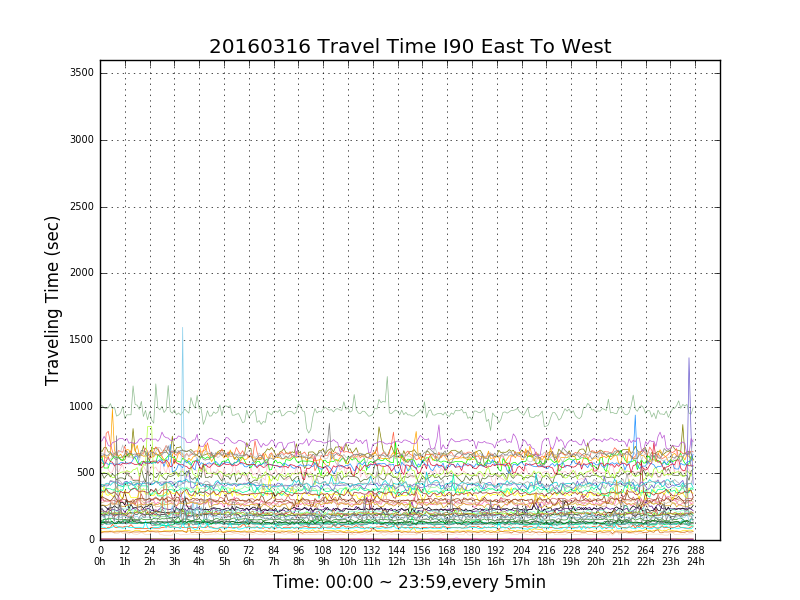 20160316 Travel Time I90 East To West
Traveling Time (sec)
3500
3000
2500
2000
1500
1000
500
0
0 12 24 36 48 60 72 84 96 108 120 132 144 156 168 180 192 204 216 228 240 252 264 276 288
0h 1h 2h 3h 4h 5h 6h 7h 8h 9h 10h 11h 12h 13h 14h 15h 16h 17h 18h 19h 20h 21h 22h 23h 24h
Time: 00:00 ~ 23:59,every 5min